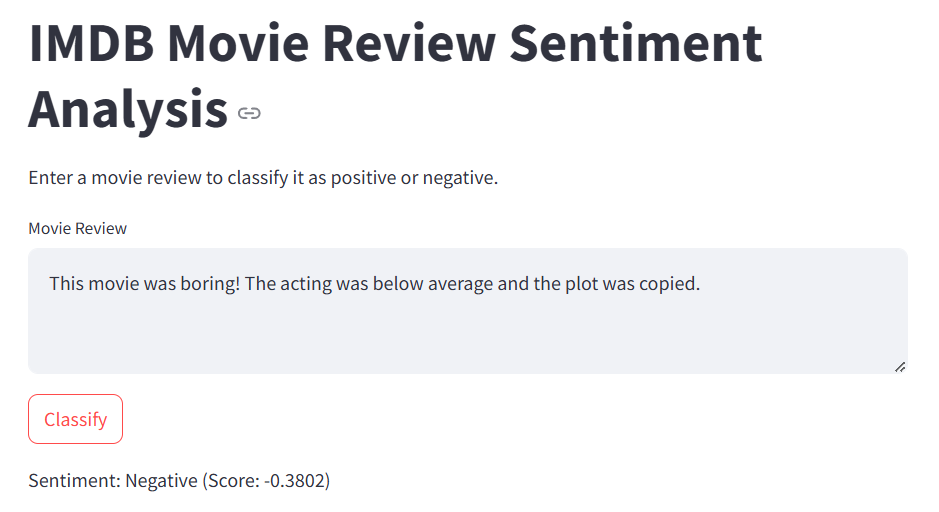 IMDB Movie Review Sentiment
Analysis
Enter a movie review to classify it as positive or negative.
Movie Review
This movie was boring! The acting was below average and the plot was copied.
Classify
Sentiment: Negative (Score: -0.3802)